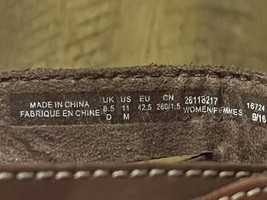 UK US EU CN 26118217 16724
MADE IN CHINA 8.5 11 42,5 260/1.5 WOMEN/FEMMES 9/16
FABRIQUE EN CHINE D M